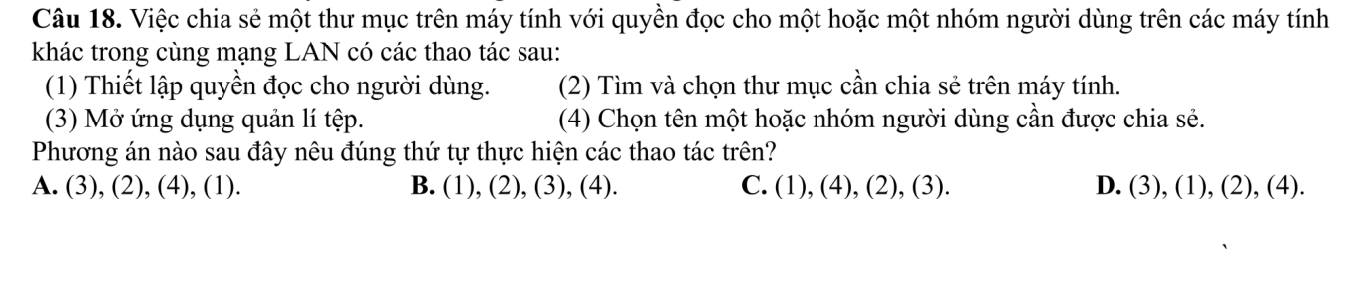 Câu 18. Việc chia sẻ một thư mục trên máy tính với quyền đọc cho một hoặc một nhóm người dùng trên các máy tính
khác trong cùng mạng LAN có các thao tác sau:
(1) Thiết lập quyền đọc cho người dùng. (2) Tìm và chọn thư mục cần chia sẻ trên máy tính.
(3) Mở ứng dụng quản lí tệp. (4) Chọn tên một hoặc nhóm người dùng cần được chia sẻ.
Phương án nào sau đây nêu đúng thứ tự thực hiện các thao tác trên?
A. (3), (2), (4), (1). B. (1), (2), (3), (4). C. (1), (4), (2), (3). D. (3), (1), (2), (4).